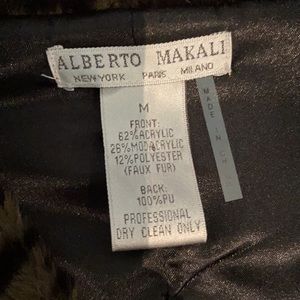 ALBERTO MAKALI
NEW YORK PARIS MILANO
M
FRONT:
62%ACRYLIC
26%MODACRYLIC
12%POLYESTER
(FAUX FUR)
BACK:
100%PU
PROFESSIONAL
DRY CLEAN ONLY
MADE IN